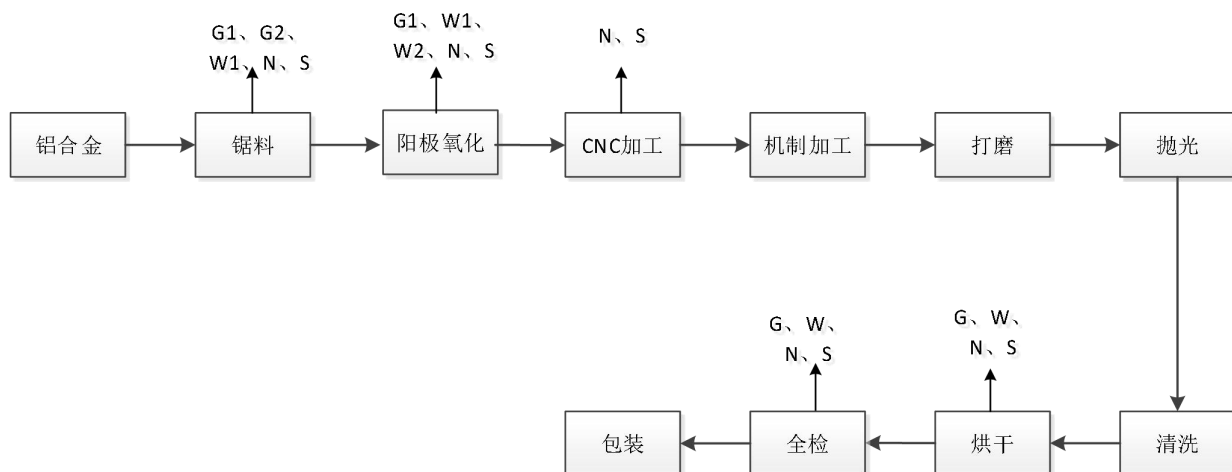 G1、G2、
W1、N、S
G1、W1、
W2、N、S
N、S
铝合金
锯料
阳极氧化
CNC加工
机制加工
打磨
抛光
G、W、
N、S
G、W、
N、S
包装
全检
烘干
清洗